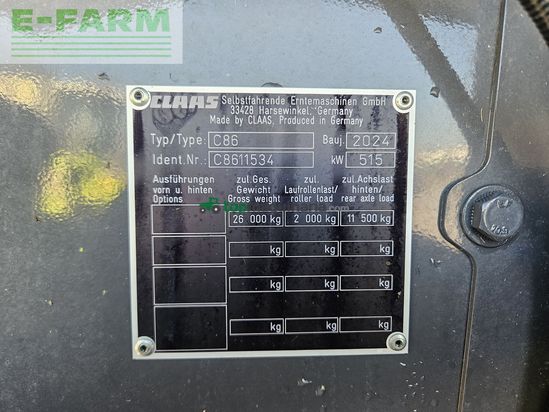 E-FARM
CLAAS Selbstfahrende Erntemaschinen GmbH
33428 Harsewinkel, Germany
Made by CLAAS, Produced in Germany
Typ/Type: C86 Bauj. 2024
Ident.Nr.: C8611534 kW 515
Ausführungen zul.Ges. zul. zul.Achslast
vorn u. hinten Gewicht Laufrollenlast/ hinten/
Options Gross weight roller load rear axle load
26 000 kg 2 000 kg 11 500 kg
kg kg kg
kg kg kg
kg kg kg